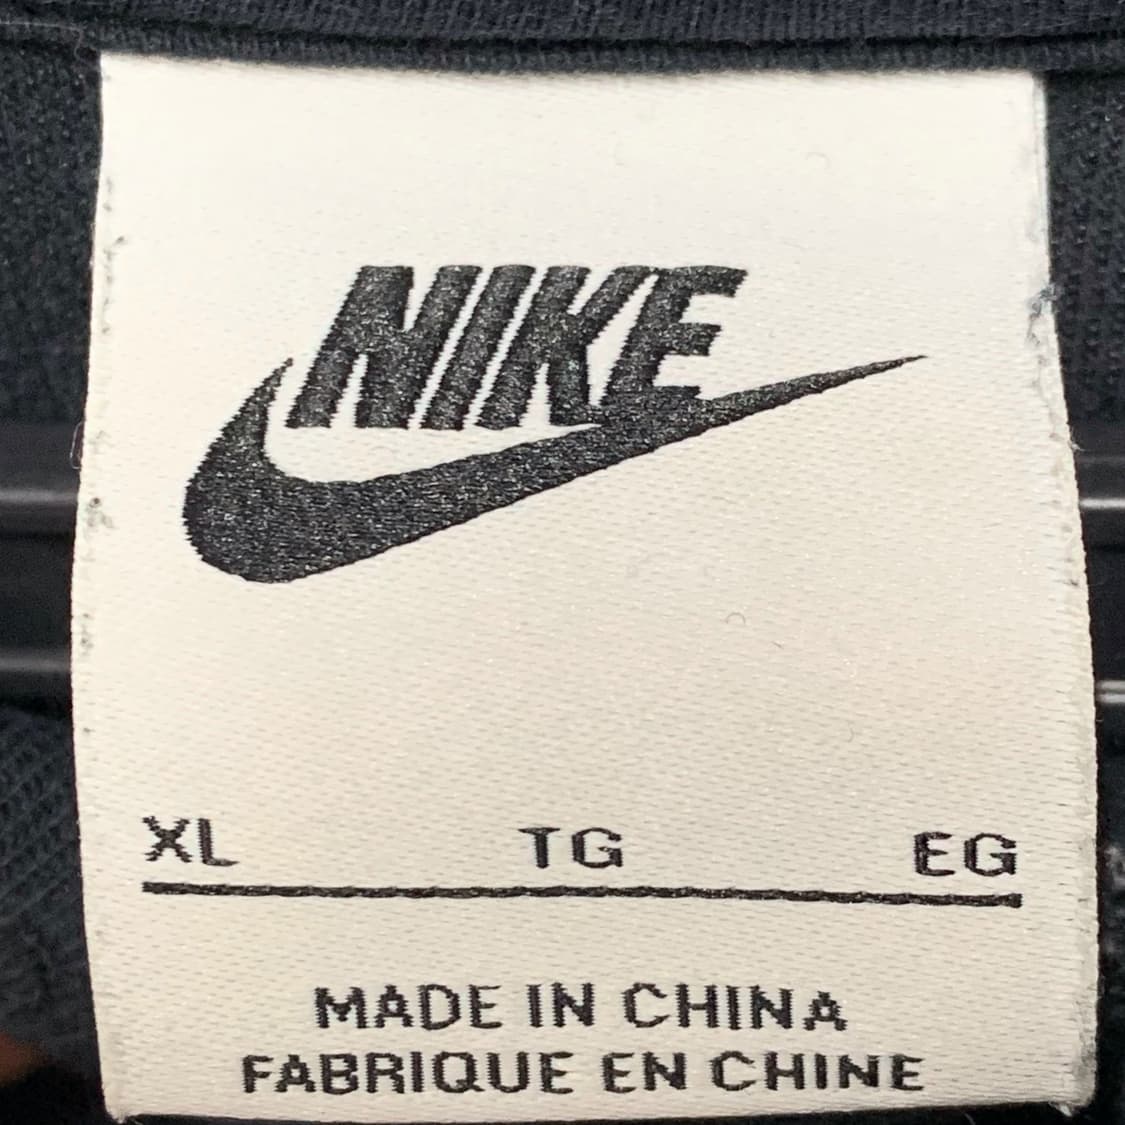 NIKE
XL TG EG
MADE IN CHINA
FABRIQUE EN CHINE